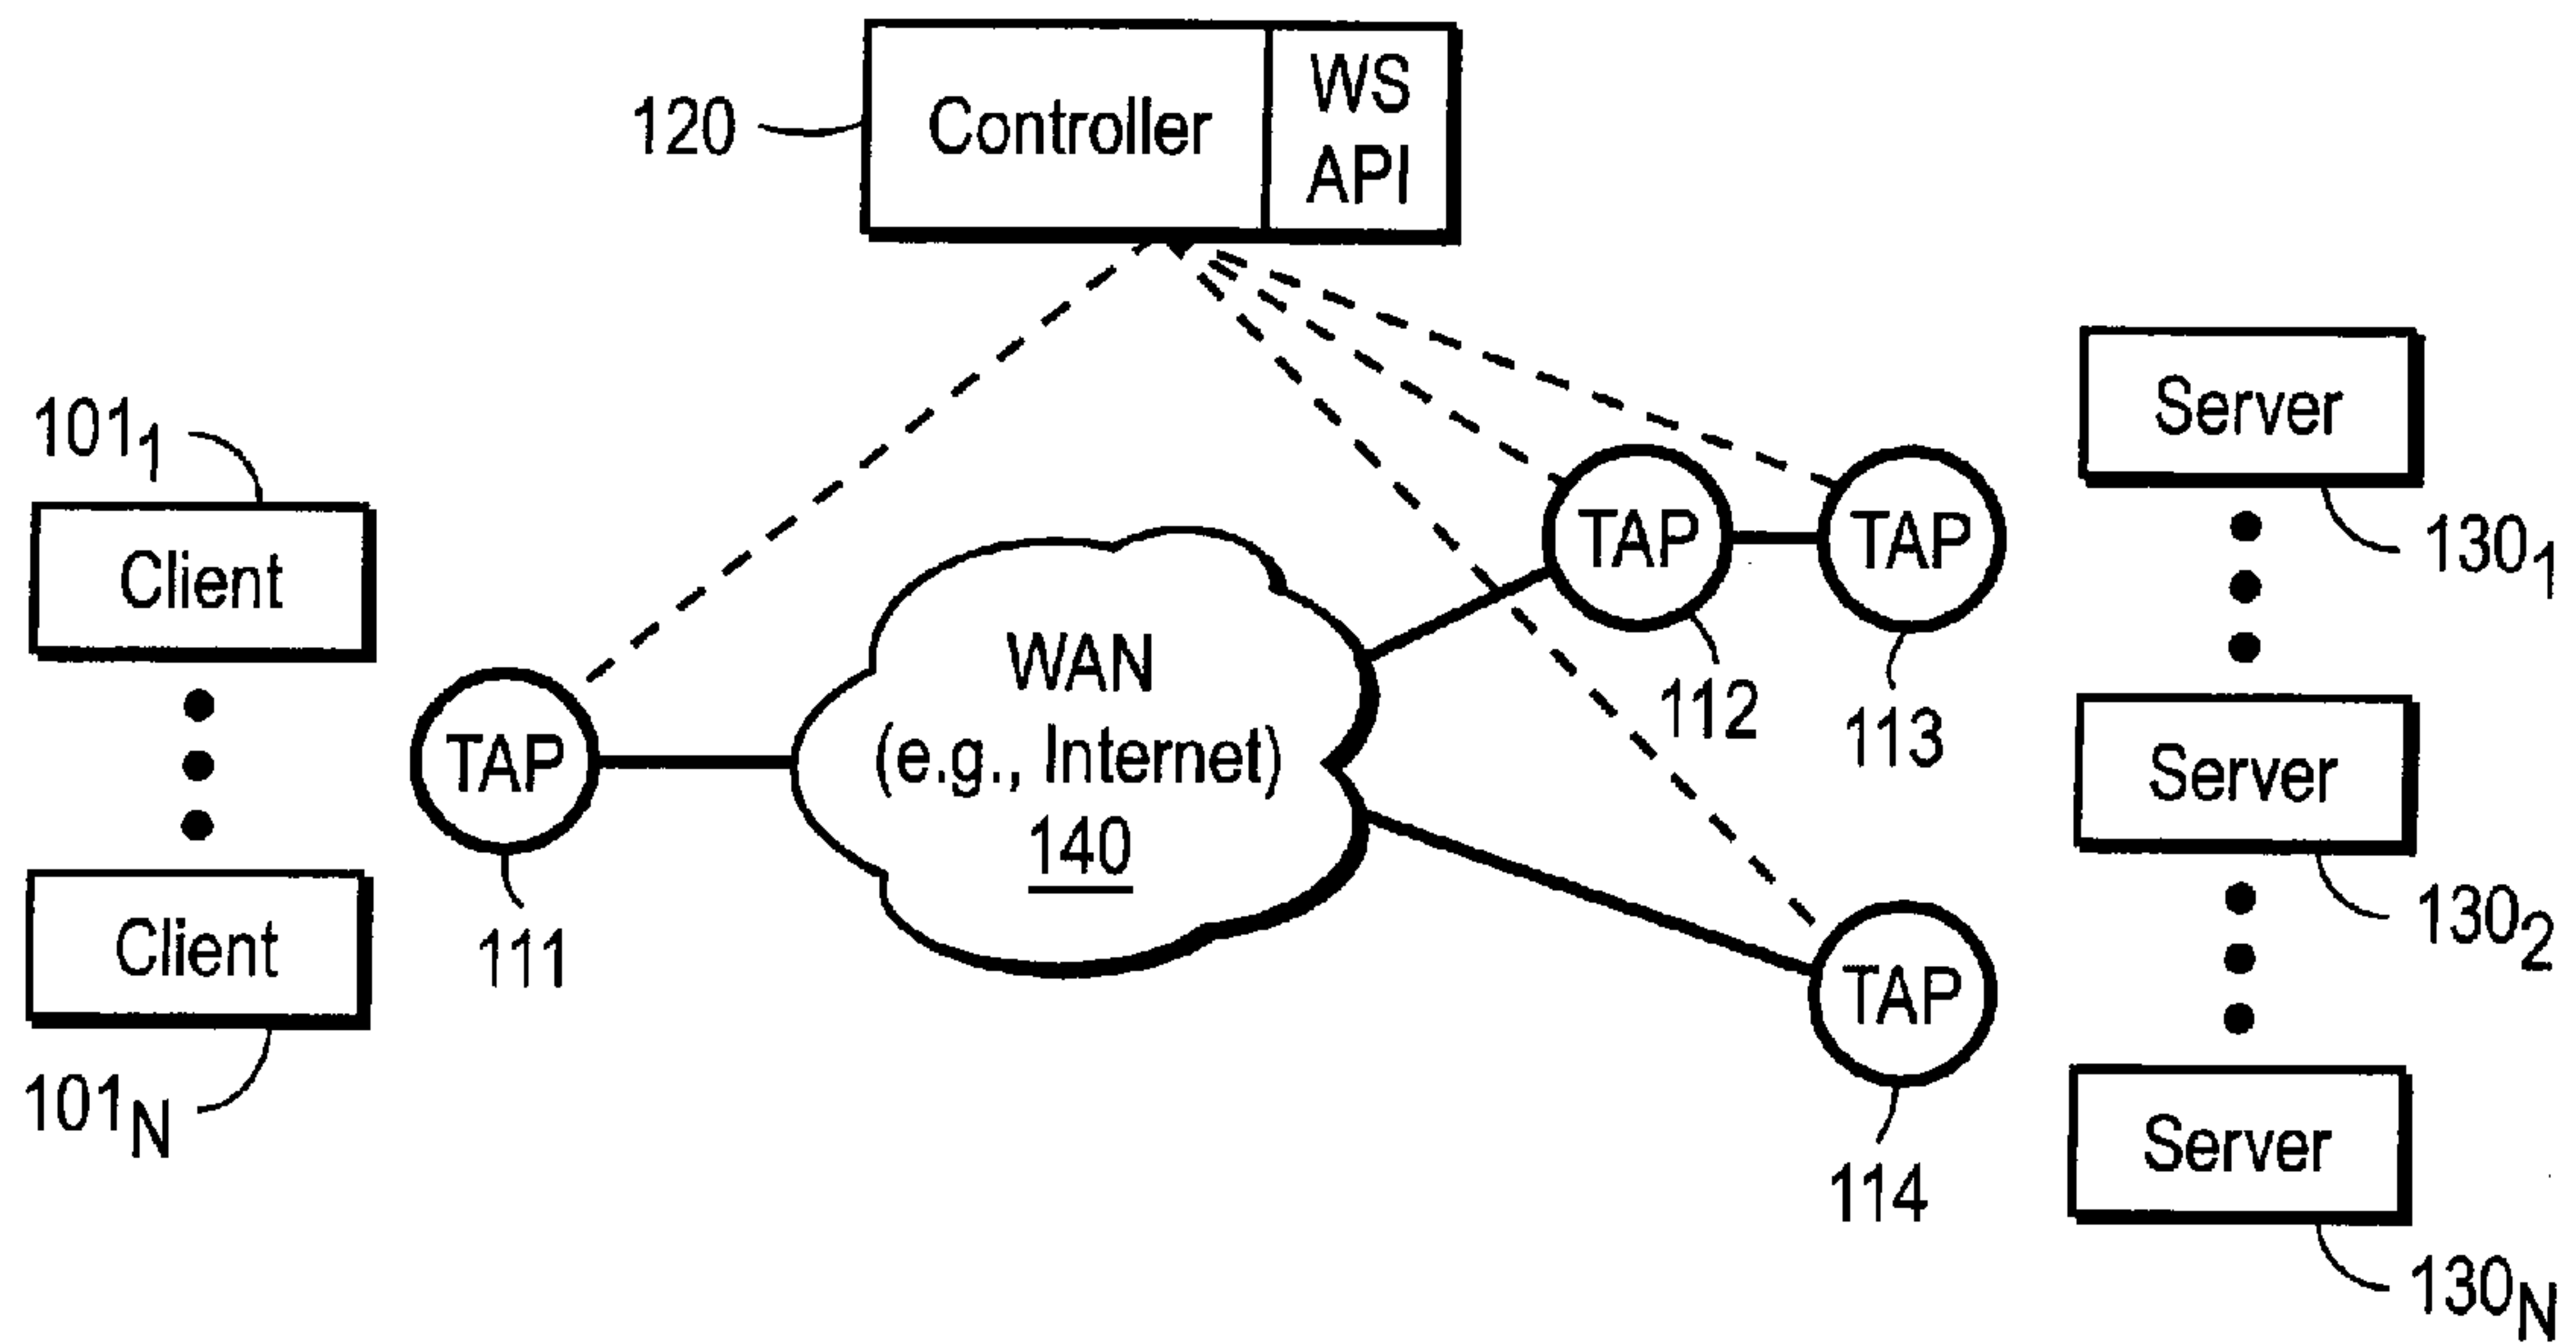 120
Controller
WS
API
101₁
Client
Client
101N
TAP
111
WAN
(e.g., Internet)
140
TAP
TAP
112
113
TAP
114
Server
130₁
Server
130₂
Server
130N